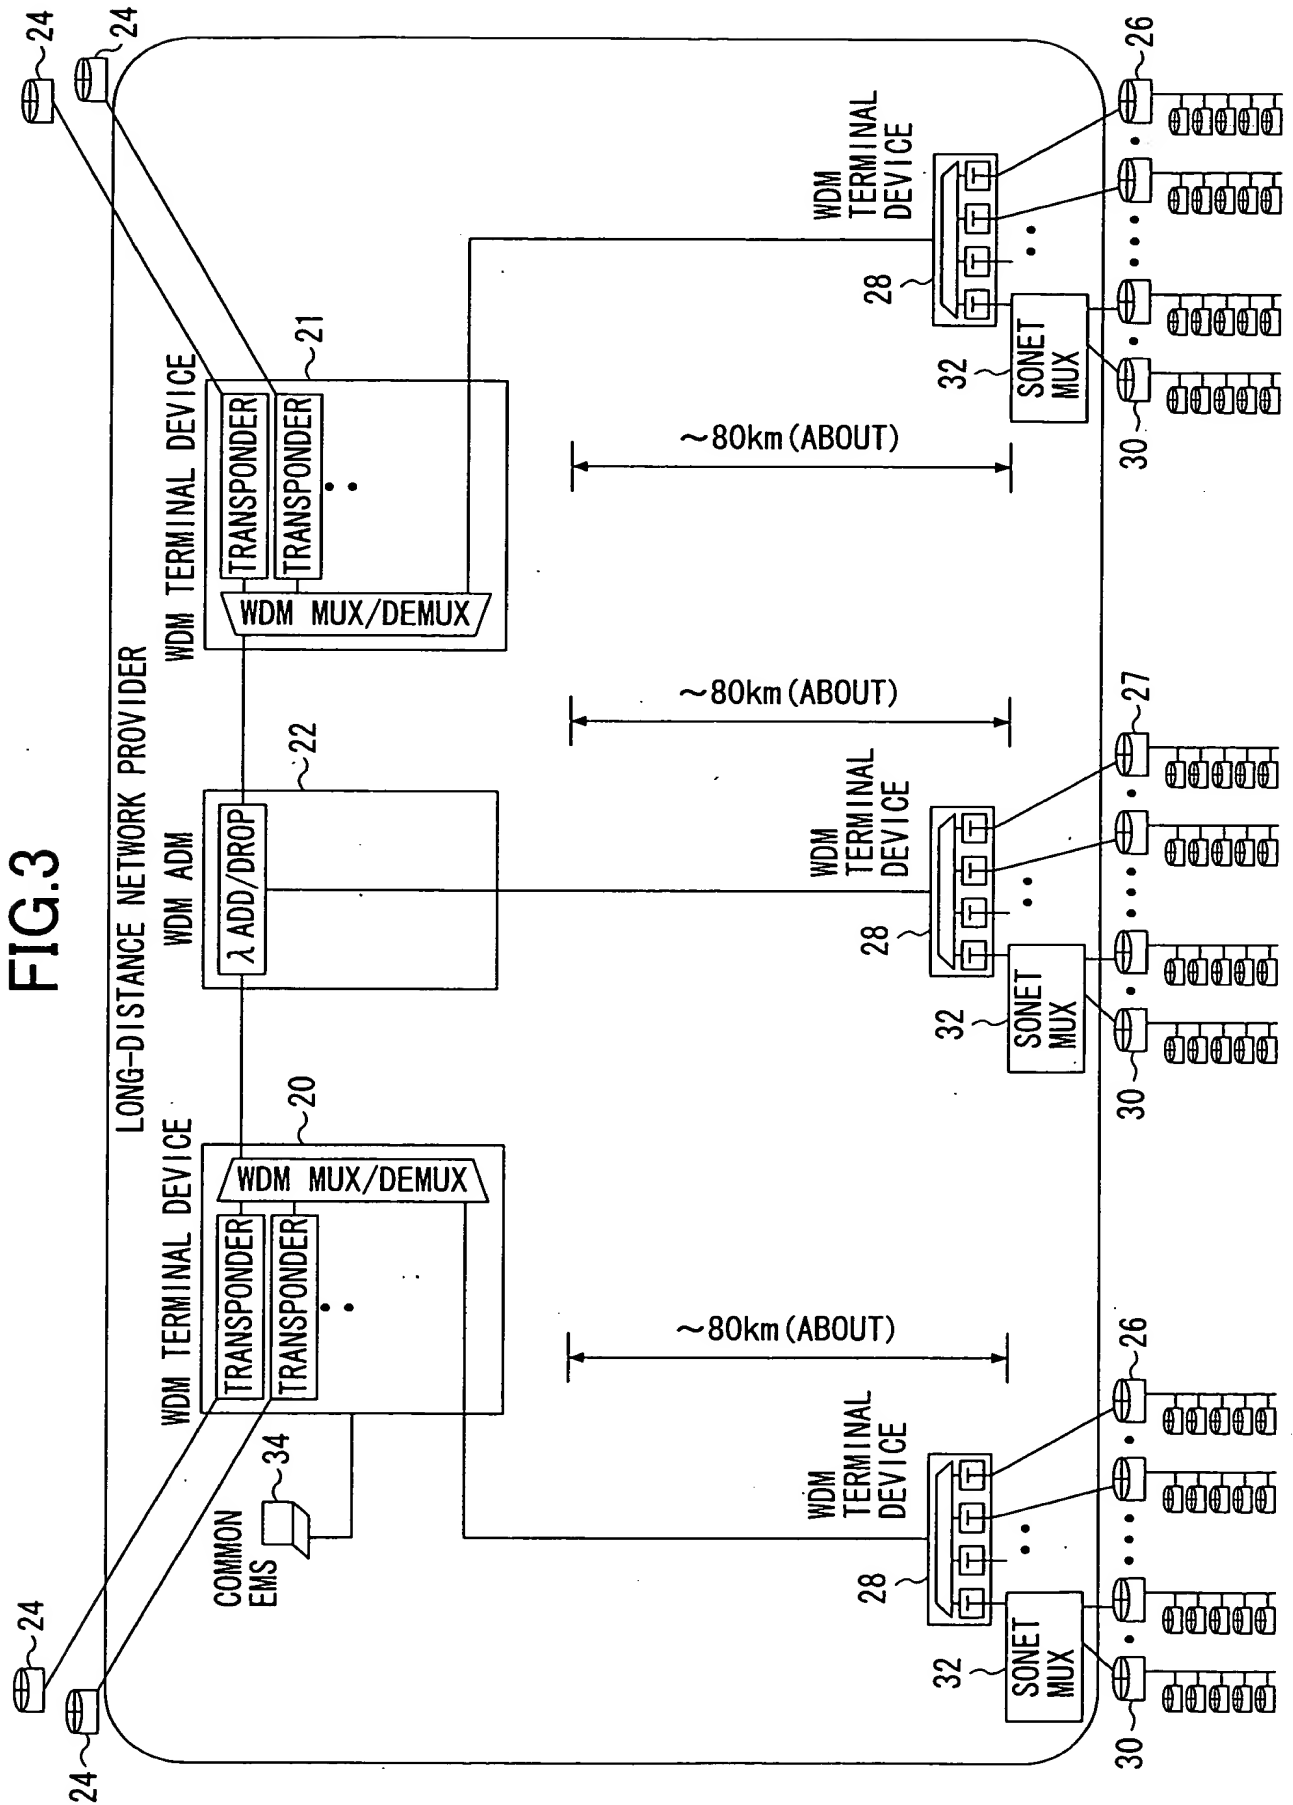 FIG.3
LONG-DISTANCE NETWORK PROVIDER
24
24
24
24
WDM TERMINAL DEVICE
20
TRANSPONDER
TRANSPONDER
WDM MUX/DEMUX
WDM ADM
22
λ ADD/DROP
WDM TERMINAL DEVICE
21
WDM MUX/DEMUX
TRANSPONDER
TRANSPONDER
COMMON
EMS
34
~80km(ABOUT)
~80km(ABOUT)
~80km(ABOUT)
WDM
TERMINAL
DEVICE
28
T
T
T
T
32
SONET
MUX
30
26
WDM
TERMINAL
DEVICE
28
T
T
T
T
32
SONET
MUX
30
27
WDM
TERMINAL
DEVICE
28
T
T
T
T
32
SONET
MUX
30
26